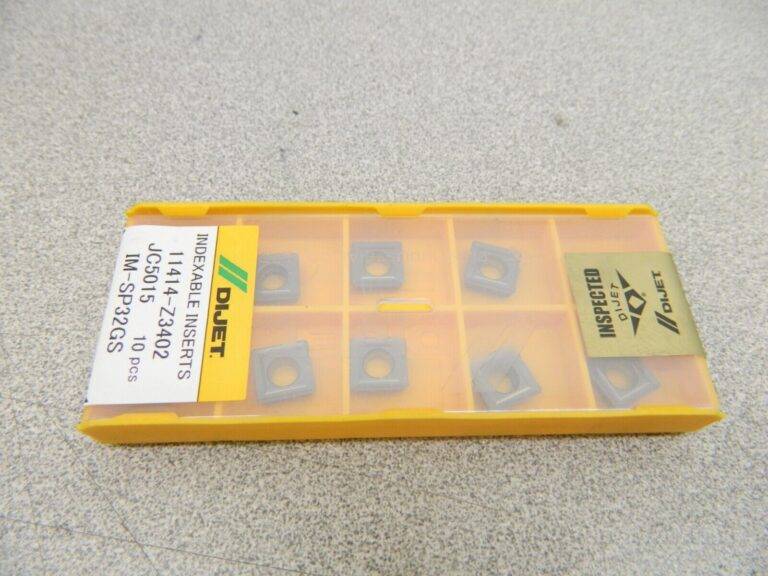 DIJET
INDEXABLE INSERTS
11414-Z3402
JC5015 10 pcs
IM-SP32GS
INSPECTED
DIJET
DIJET